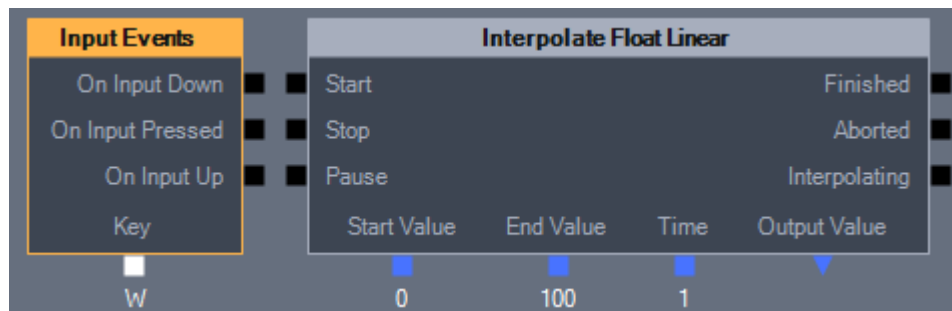 Input Events Interpolate Float Linear
On Input Down Start Finished
On Input Pressed Stop Aborted
On Input Up Pause Interpolating
Key Start Value End Value Time Output Value
W 0 100 1